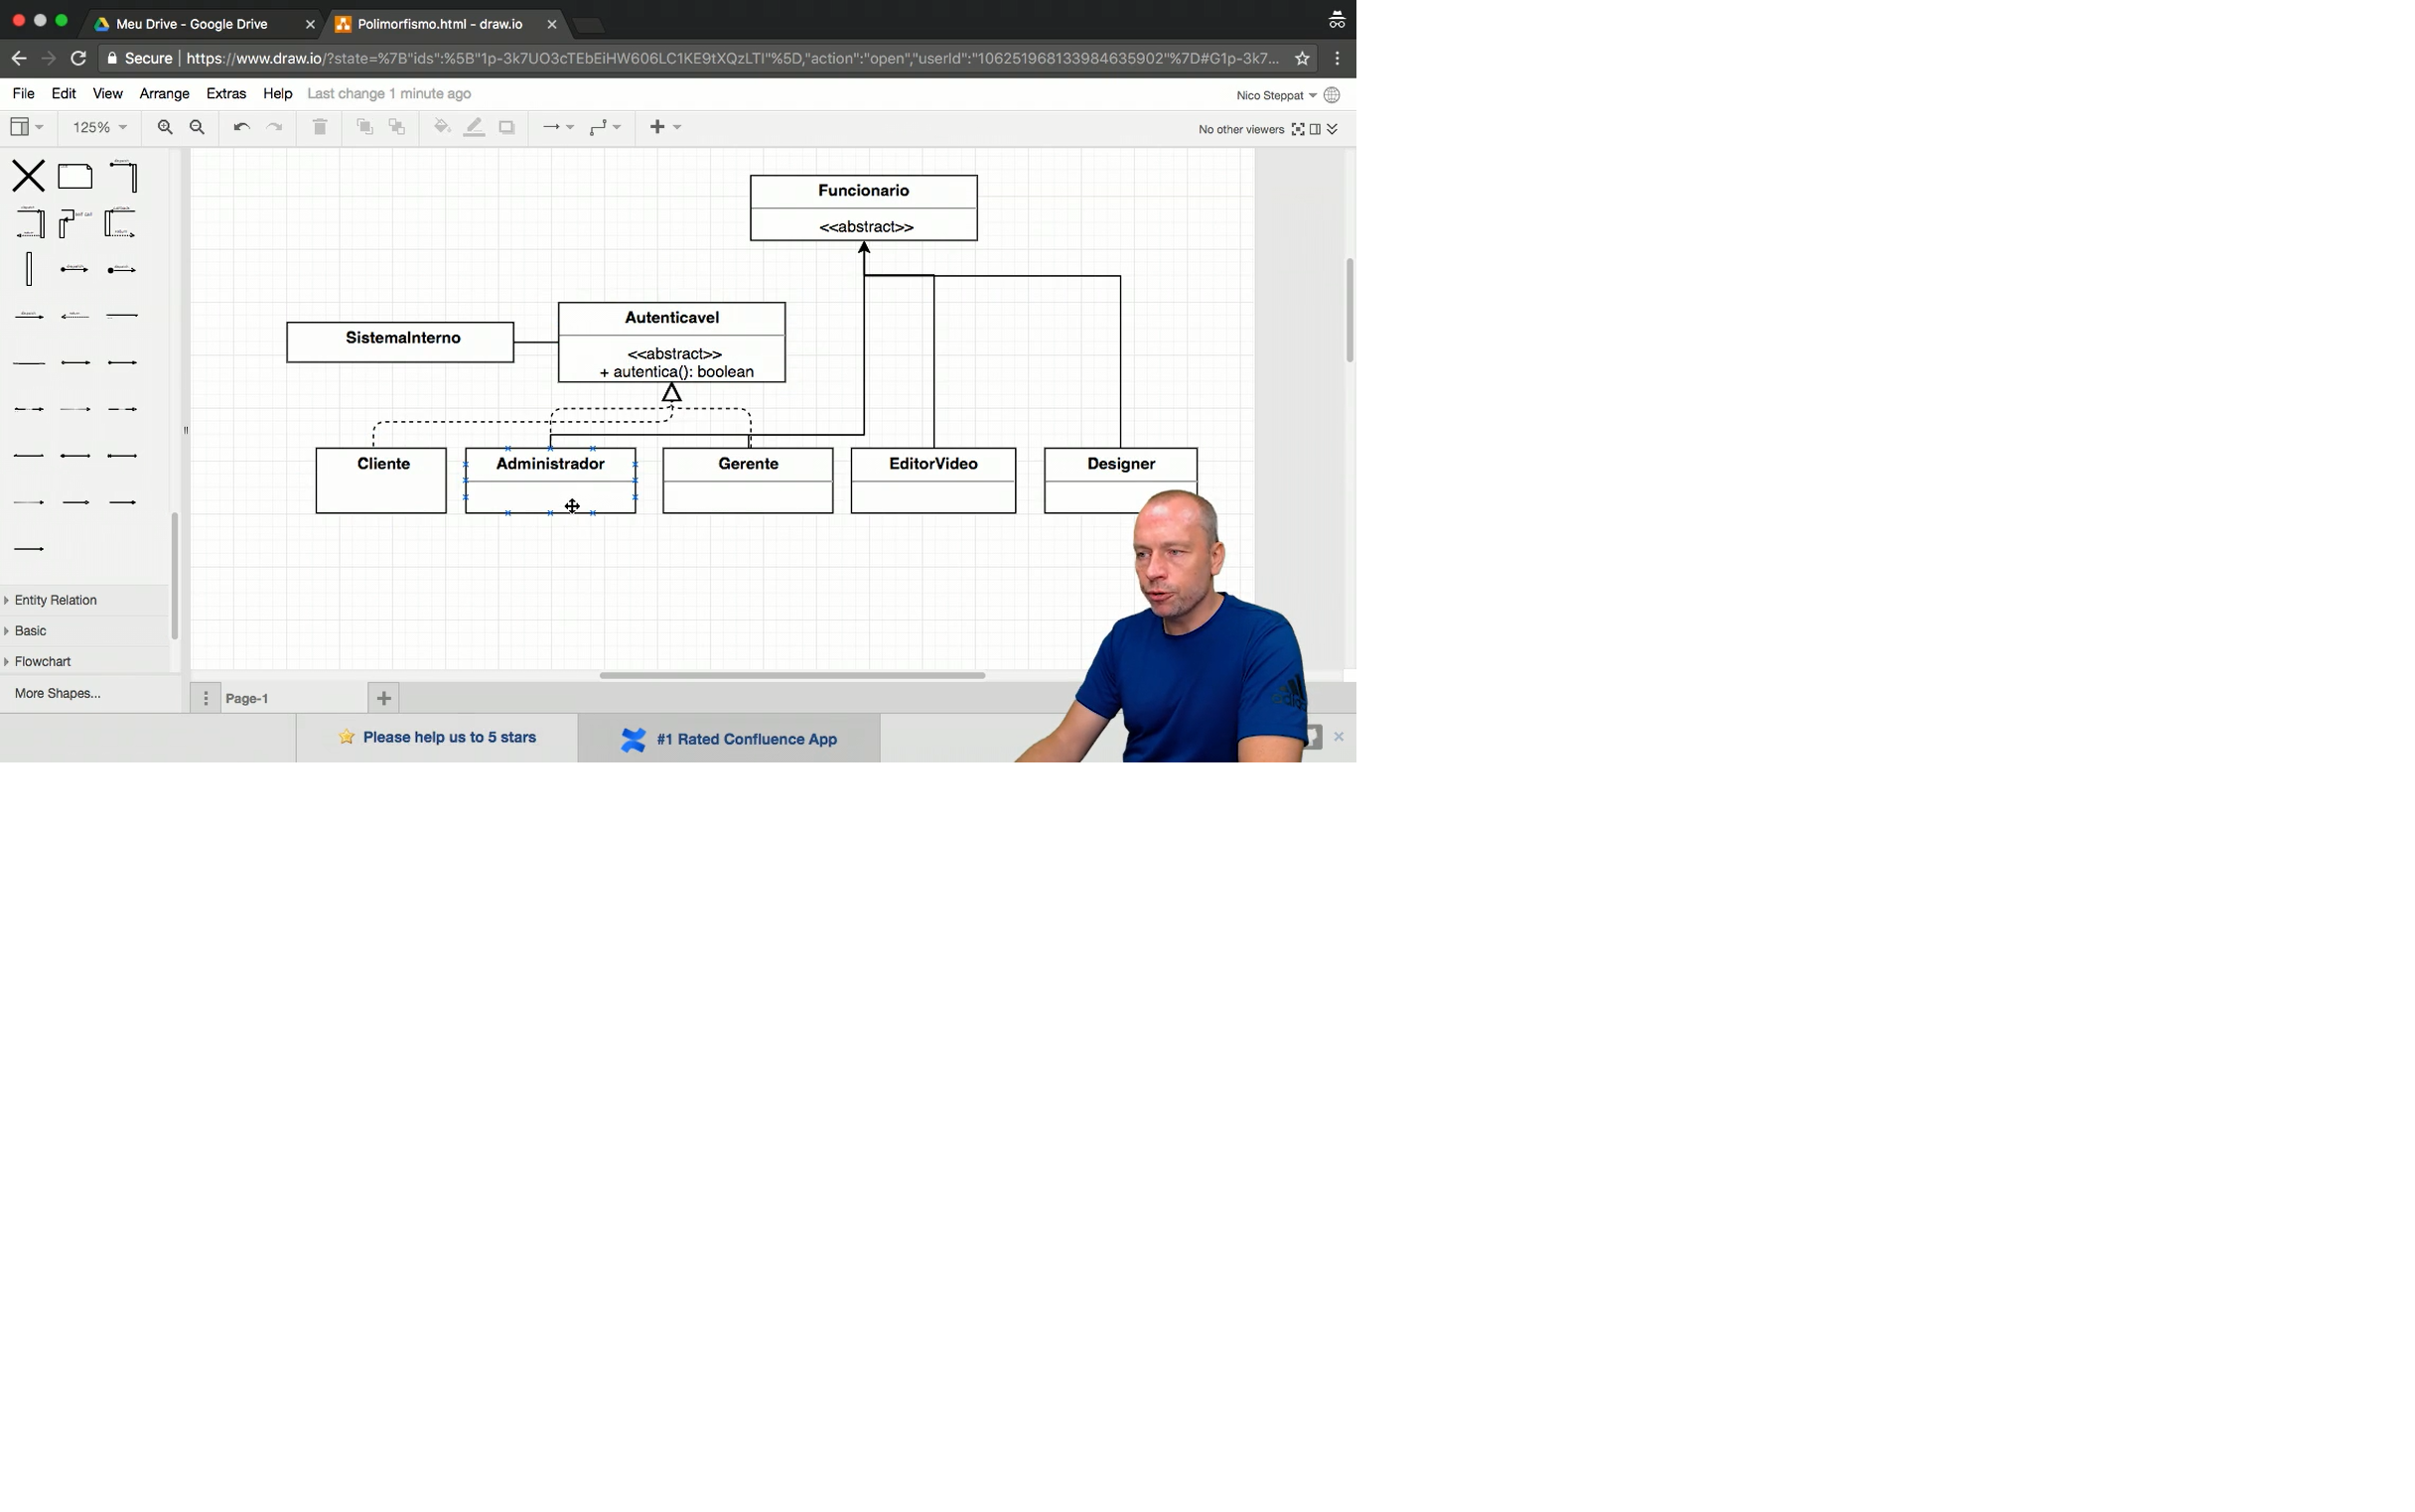 Meu Drive - Google Drive
Polimorfismo.html - draw.io
Secure https://www.draw.io/?state=%7B"ids":%5B"1p-3k7UO3cTEbEiHW606LC1KE9tXQzLTI"%5D,"action":"open","userId":"106251968133984635902"%7D#G1p-3k7...
File Edit View Arrange Extras Help Last change 1 minute ago
Nico Steppat
125%
No other viewers
Funcionario
<<abstract>>
Autenticavel
<<abstract>>
+ autentica(): boolean
SistemaInterno
Cliente
Administrador
Gerente
EditorVideo
Designer
Entity Relation
Basic
Flowchart
More Shapes...
Page-1
Please help us to 5 stars
#1 Rated Confluence App